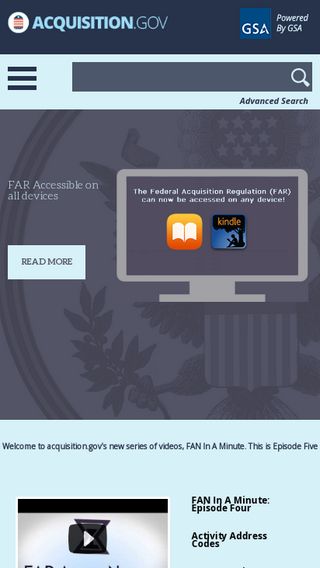 ACQUISITION.GOV
GSA
Powered
By GSA
Advanced Search
FAR Accessible on
all devices
The Federal Acquisition Regulation (FAR)
can now be accessed on any device!
kindle
READ MORE
Welcome to acquisition.gov's new series of videos, FAN In A Minute. This is Episode Five
FAN In A Minute:
Episode Four
Activity Address
Codes